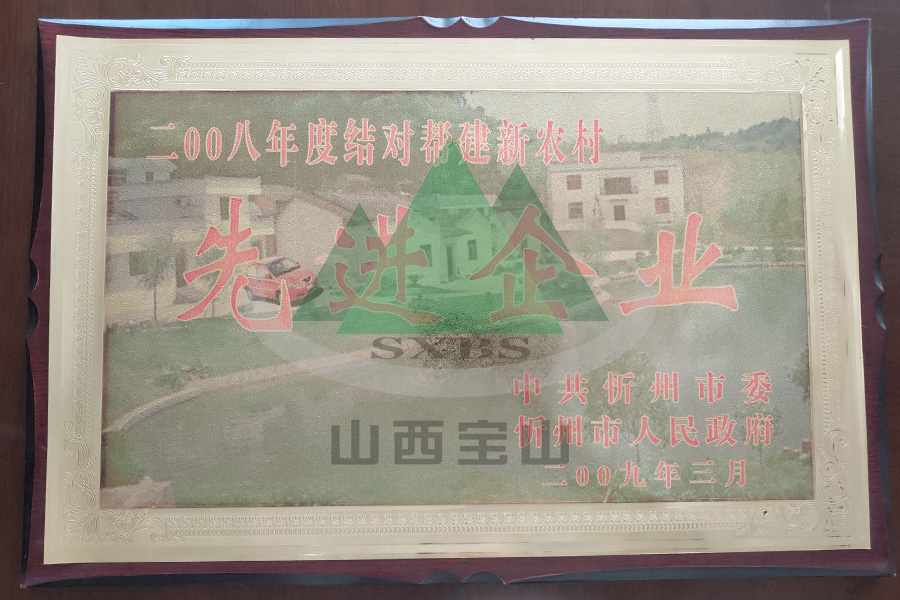 二00八年度结对帮建新农村
先进企业
SXBS
中共忻州市委
山西宝山
忻州市人民政府
二00九年三月